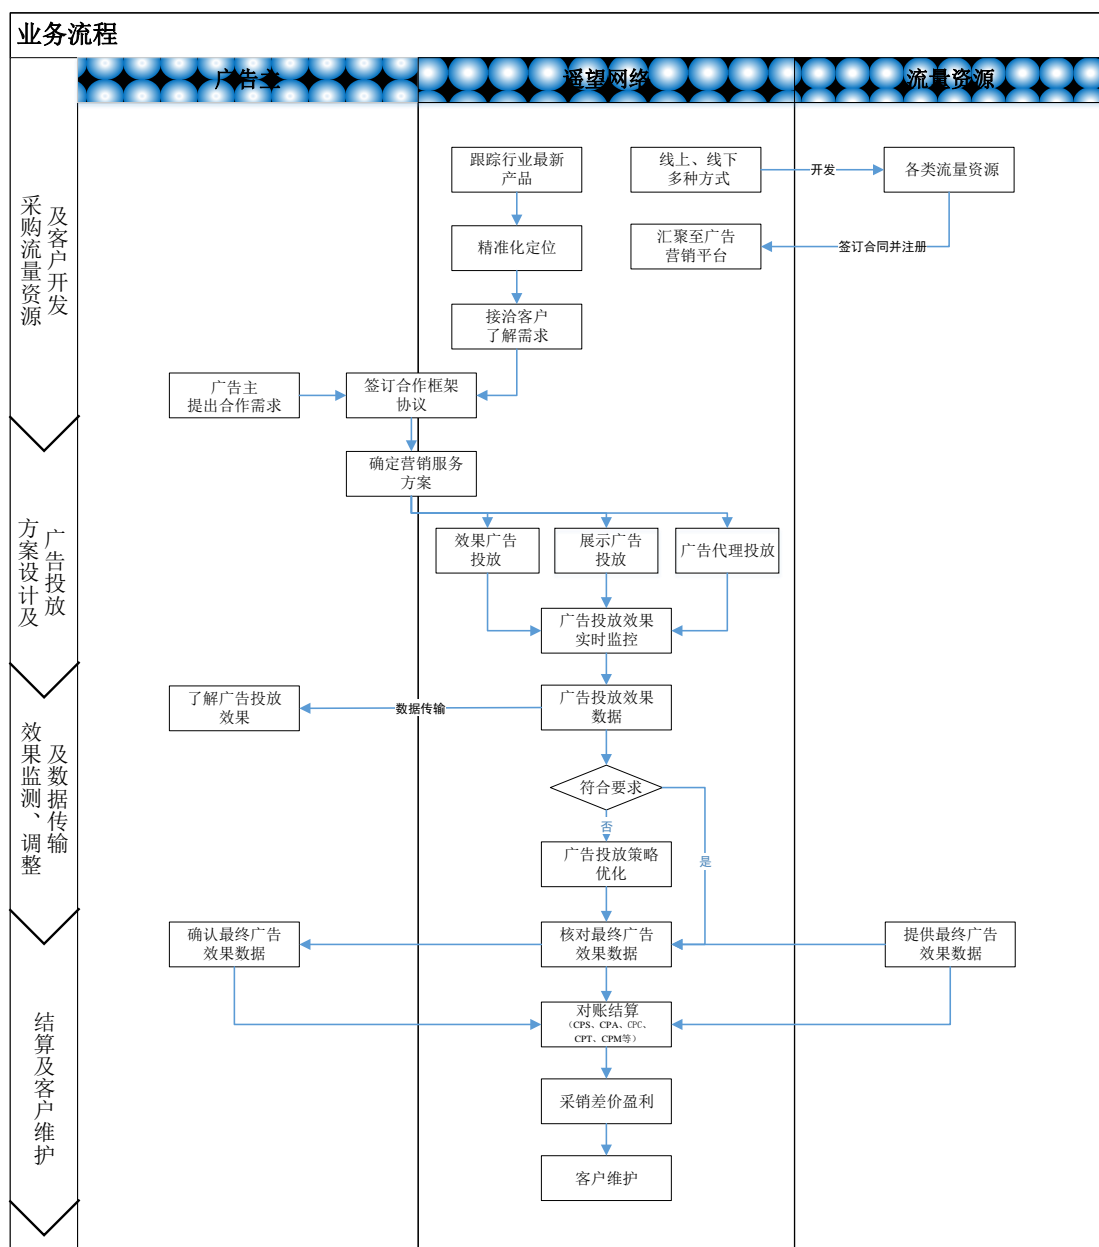 业务流程
广告主
遥望网络
流量资源
采购流量资源
及客户开发
跟踪行业最新
产品
线上、线下
多种方式
开发
各类流量资源
精准化定位
汇聚至广告
营销平台
签订合同并注册
接洽客户
了解需求
广告主
提出合作需求
签订合作框架
协议
方案设计及
广告投放
确定营销服务
方案
效果广告
投放
展示广告
投放
广告代理投放
广告投放效果
实时监控
效果监测、调整
及数据传输
了解广告投放
效果
数据传输
广告投放效果
数据
符合要求
否
是
广告投放策略
优化
结算及客户维护
确认最终广告
效果数据
核对最终广告
效果数据
提供最终广告
效果数据
对账结算
（CPS、CPA、CPC、
CPT、CPM等）
采销差价盈利
客户维护